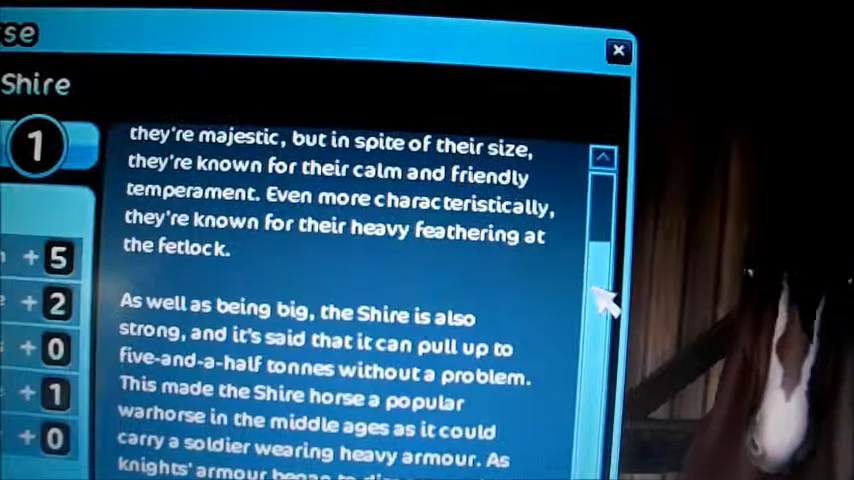 se
Shire
1
they're majestic, but in spite of their size,
they're known for their calm and friendly
temperament. Even more characteristically,
they're known for their heavy feathering at
the fetlock.
As well as being big, the Shire is also
strong, and it's said that it can pull up to
five-and-a-half tonnes without a problem.
This made the Shire horse a popular
warhorse in the middle ages as it could
carry a soldier wearing heavy armour. As
knights' armour began to
+5
+2
+0
+1
+0